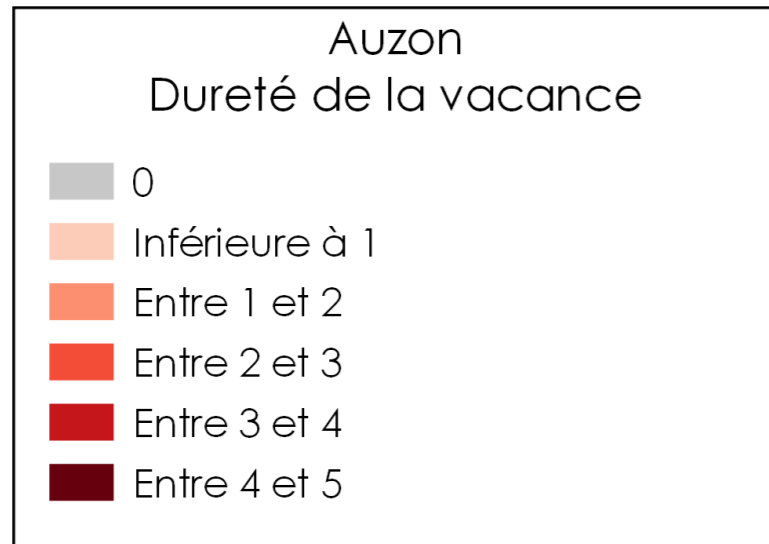 Auzon
Dureté de la vacance
0
Inférieure à 1
Entre 1 et 2
Entre 2 et 3
Entre 3 et 4
Entre 4 et 5